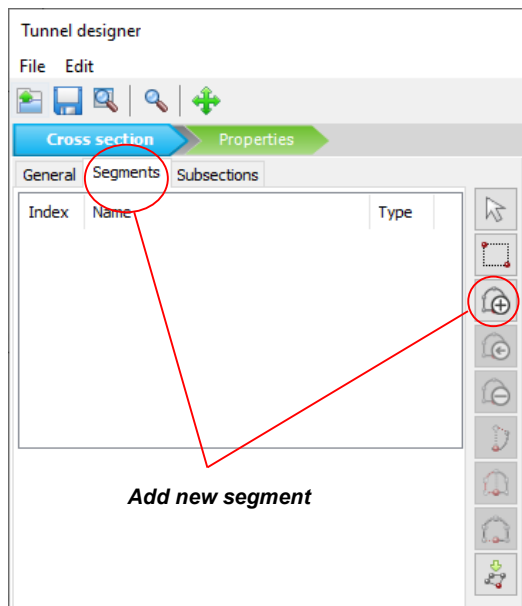 Tunnel designer
File Edit
Cross section Properties
General Segments Subsections
Index Name Type
Add new segment